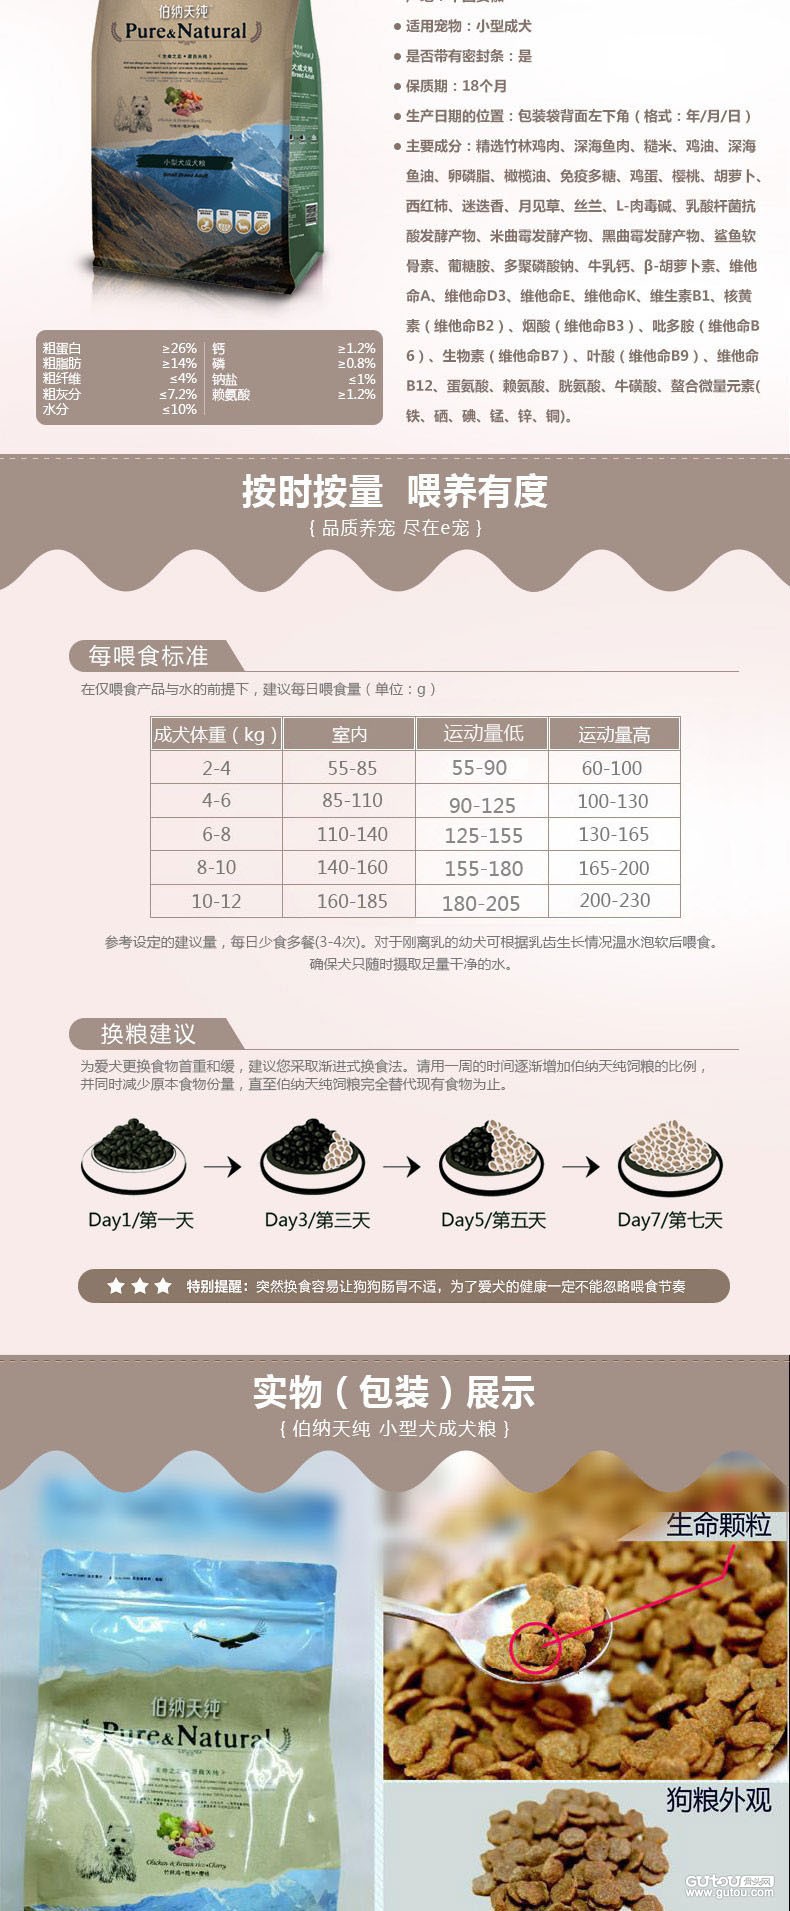 伯纳天纯
Pure&Natural
小型犬成犬粮
Small Breed Adult
● 适用宠物：小型成犬
● 是否带有密封条：是
● 保质期：18个月
● 生产日期的位置：包装袋背面左下角（格式：年/月/日）
● 主要成分：精选竹林鸡肉、深海鱼肉、糙米、鸡油、深海
鱼油、卵磷脂、橄榄油、免疫多糖、鸡蛋、樱桃、胡萝卜、
西红柿、迷迭香、月见草、丝兰、L-肉毒碱、乳酸杆菌抗
酸发酵产物、米曲霉发酵产物、黑曲霉发酵产物、鲨鱼软
骨素、葡糖胺、多聚磷酸钠、牛乳钙、β-胡萝卜素、维他
命A、维他命D3、维他命E、维他命K、维生素B1、核黄
素（维他命B2）、烟酸（维他命B3）、吡多胺（维他命B
6）、生物素（维他命B7）、叶酸（维他命B9）、维他命
B12、蛋氨酸、赖氨酸、胱氨酸、牛磺酸、螯合微量元素(
铁、硒、碘、锰、锌、铜)。
粗蛋白 ≥26% 钙 ≥1.2%
粗脂肪 ≥14% 磷 ≥0.8%
粗纤维 ≤4% 钠盐 ≤1%
粗灰分 ≤7.2% 赖氨酸 ≥1.2%
水分 ≤10%
按时按量 喂养有度
{ 品质养宠 尽在e宠 }
每喂食标准
在仅喂食产品与水的前提下，建议每日喂食量（单位：g）
成犬体重（kg） 室内 运动量低 运动量高
2-4 55-85 55-90 60-100
4-6 85-110 90-125 100-130
6-8 110-140 125-155 130-165
8-10 140-160 155-180 165-200
10-12 160-185 180-205 200-230
参考设定的建议量，每日少食多餐(3-4次)。对于刚离乳的幼犬可根据乳齿生长情况温水泡软后喂食。
确保犬只随时摄取足量干净的水。
换粮建议
为爱犬更换食物首重和缓，建议您采取渐进式换食法。请用一周的时间逐渐增加伯纳天纯饲粮的比例，
并同时减少原本食物份量，直至伯纳天纯饲粮完全替代现有食物为止。
Day1/第一天 Day3/第三天 Day5/第五天 Day7/第七天
★ ★ ★ 特别提醒：突然换食容易让狗狗肠胃不适，为了爱犬的健康一定不能忽略喂食节奏
实物（包装）展示
{ 伯纳天纯 小型犬成犬粮 }
生命颗粒
伯纳天纯
Pure&Natural
Chicken & Brown rice•Cherry
竹林鸡•糙米•樱桃
狗粮外观
GUTOU 骨头网
www.gutou.com